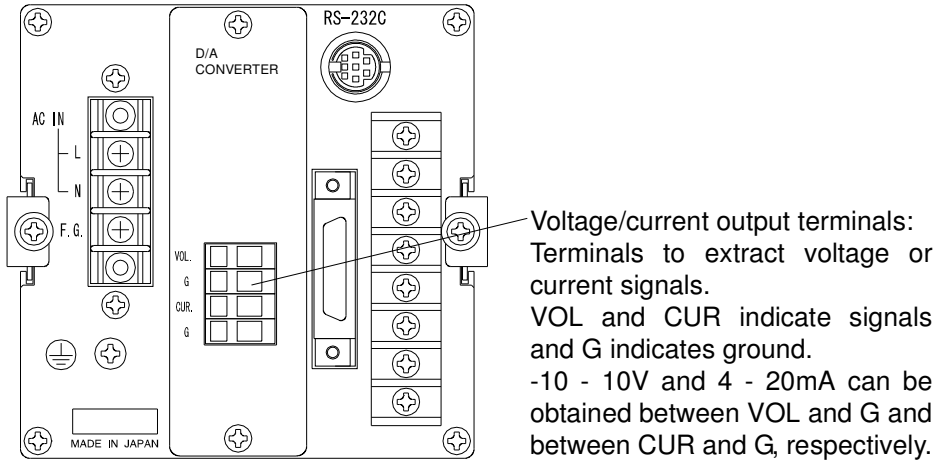 RS-232C
D/A
CONVERTER
AC IN
L
N
F.G.
VOL.
G
CUR.
G
MADE IN JAPAN
Voltage/current output terminals:
Terminals to extract voltage or
current signals.
VOL and CUR indicate signals
and G indicates ground.
-10 - 10V and 4 - 20mA can be
obtained between VOL and G and
between CUR and G, respectively.